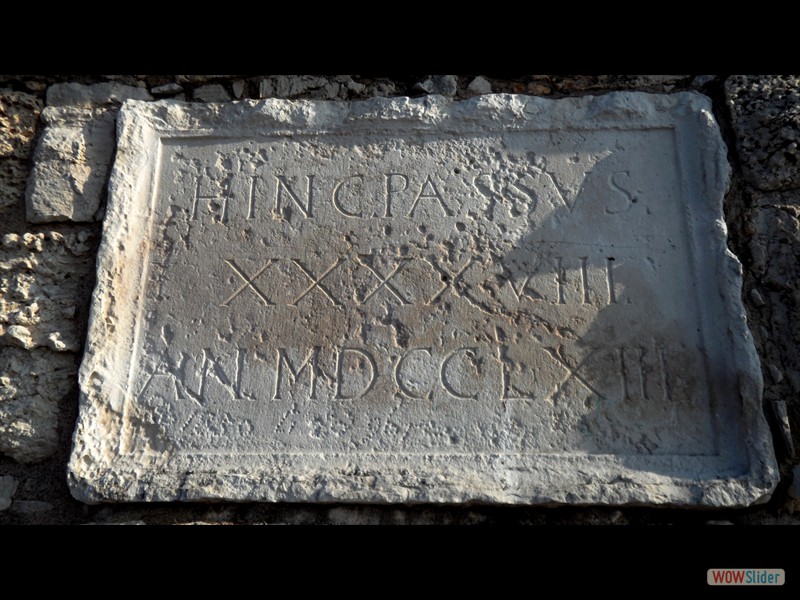 HINC.PASSVS.
XXXXVIII.
AN.MDCCLXIII.
WOWSlider